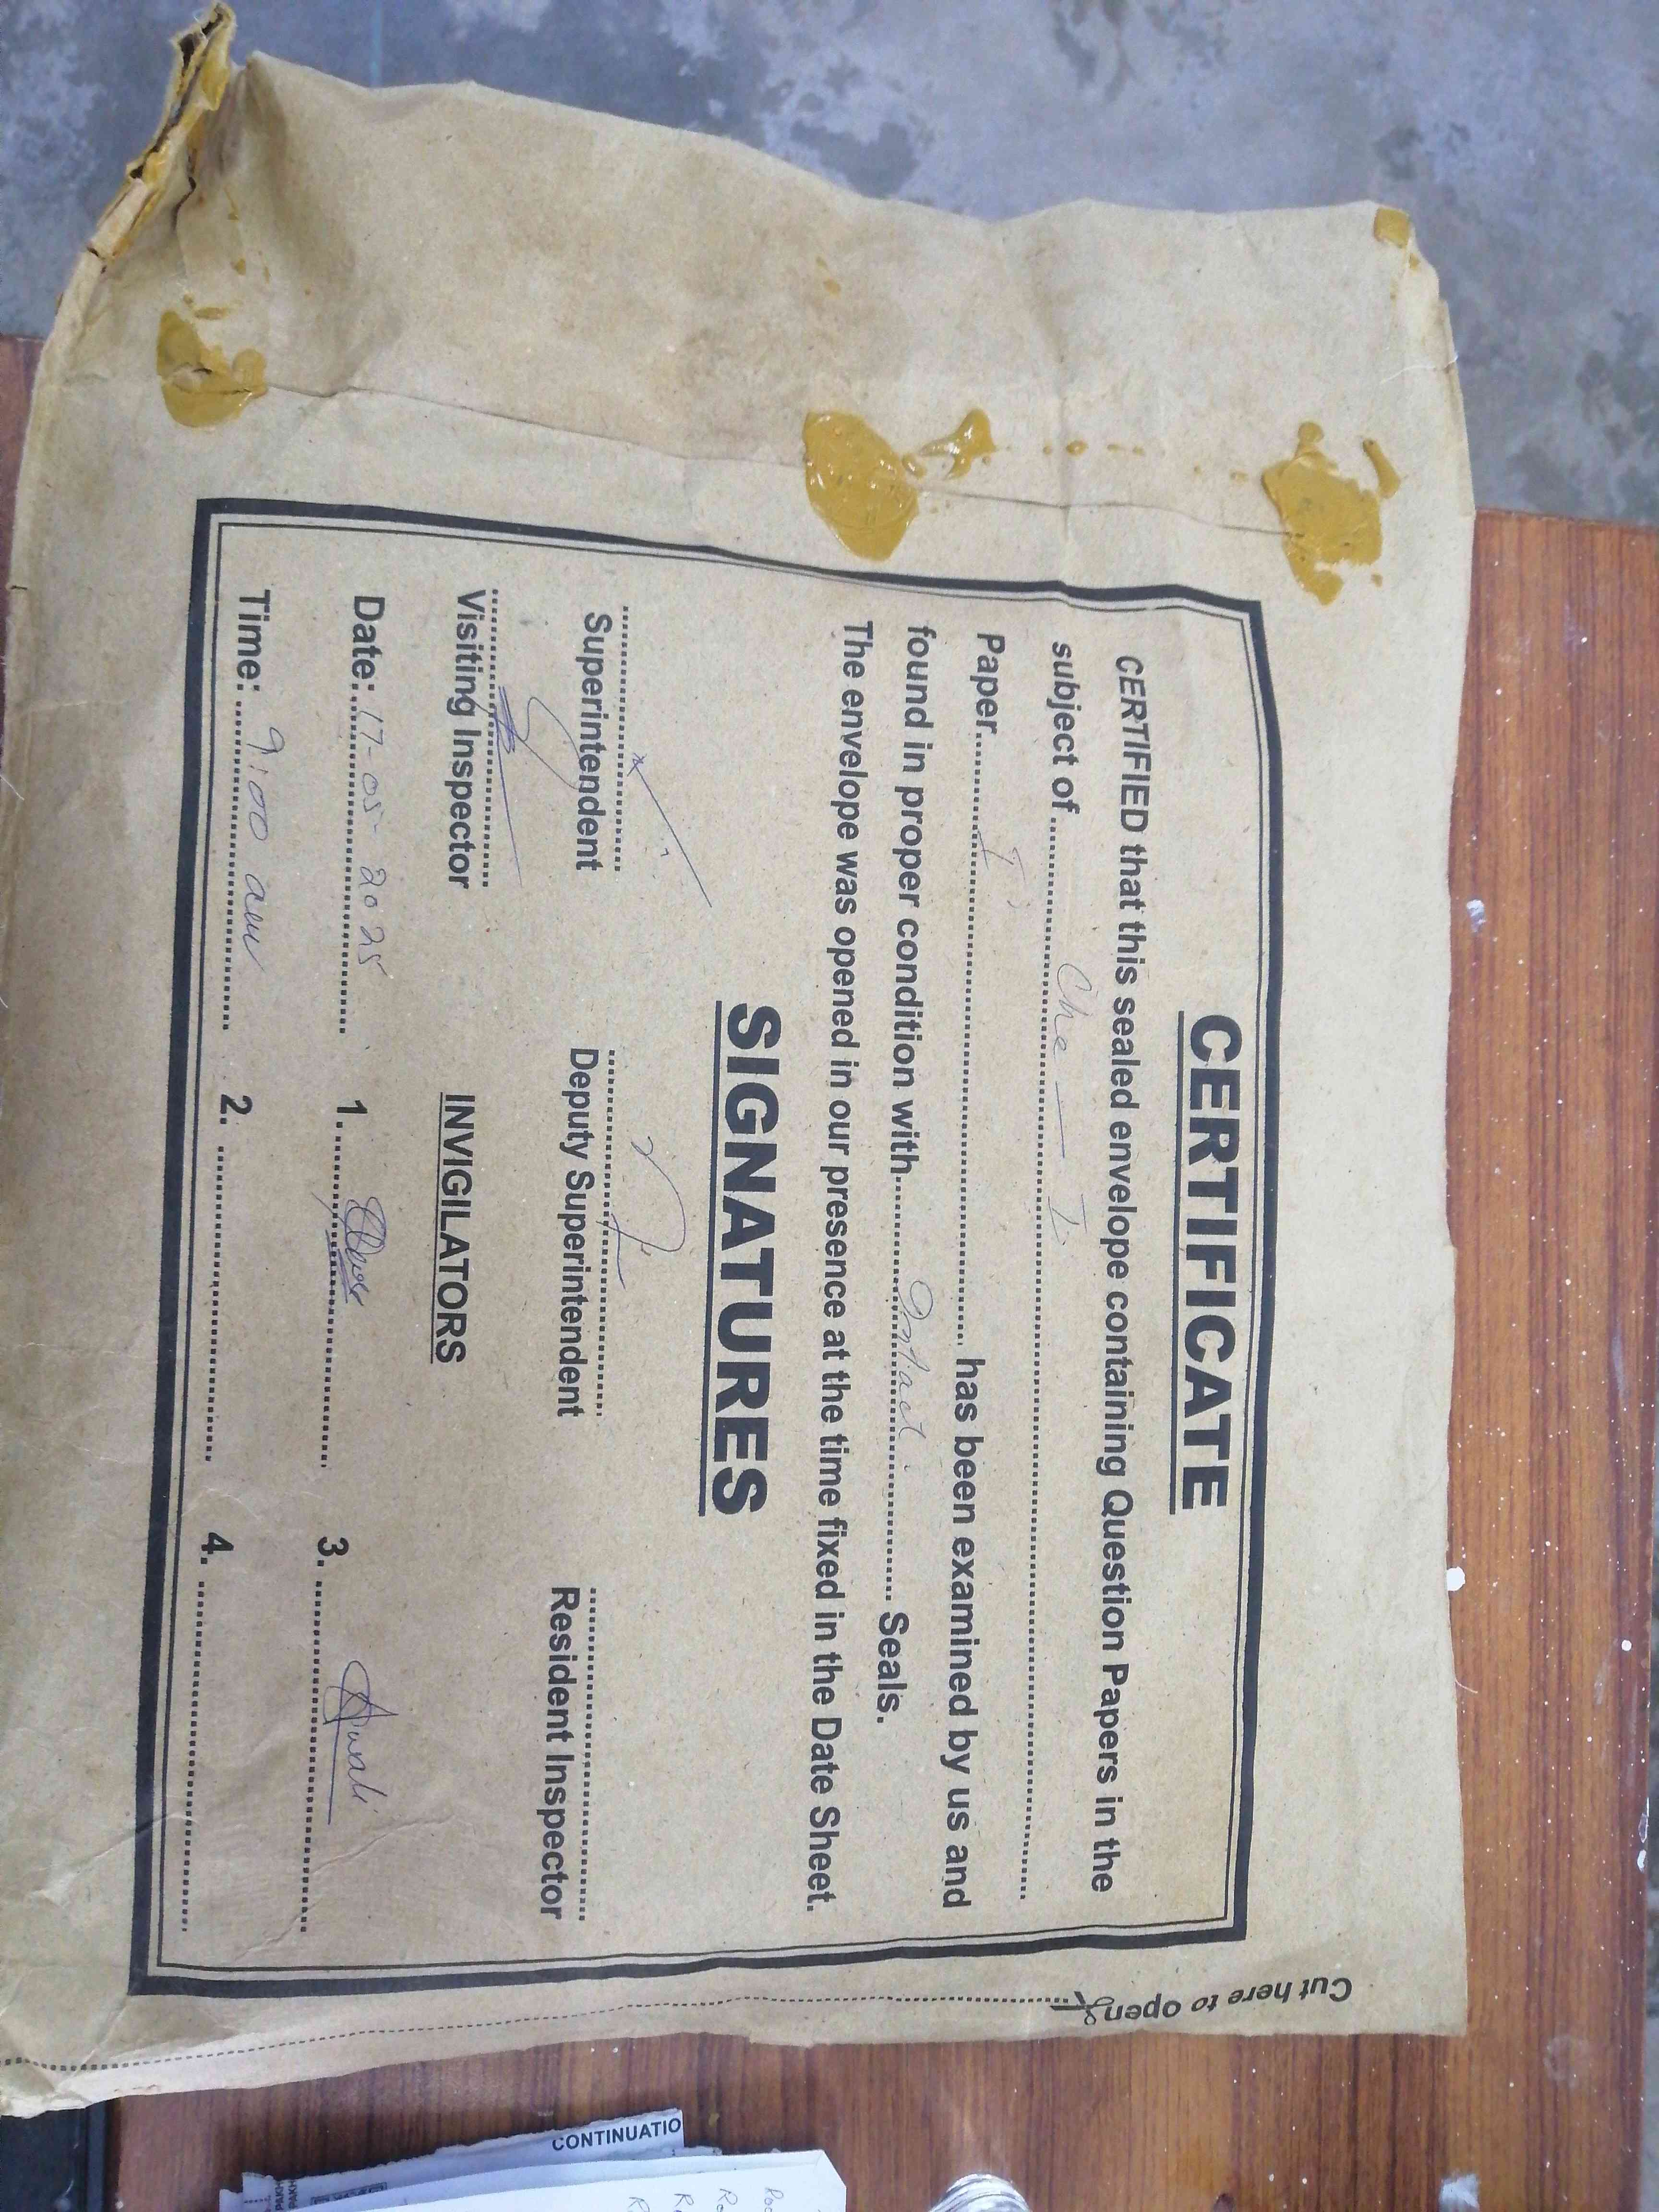 CERTIFICATE
CERTIFIED that this sealed envelope containing Question Papers in the
subject of Che - I
Paper I has been examined by us and
found in proper condition with Intact. Seals.
The envelope was opened in our presence at the time fixed in the Date Sheet.
SIGNATURES
Superintendent Deputy Superintendent Resident Inspector
Visiting Inspector INVIGILATORS
Date: 17-05-2025 1. 3.
Time: 9:00 am 2. 4.
Cut here to open
CONTINUATIO